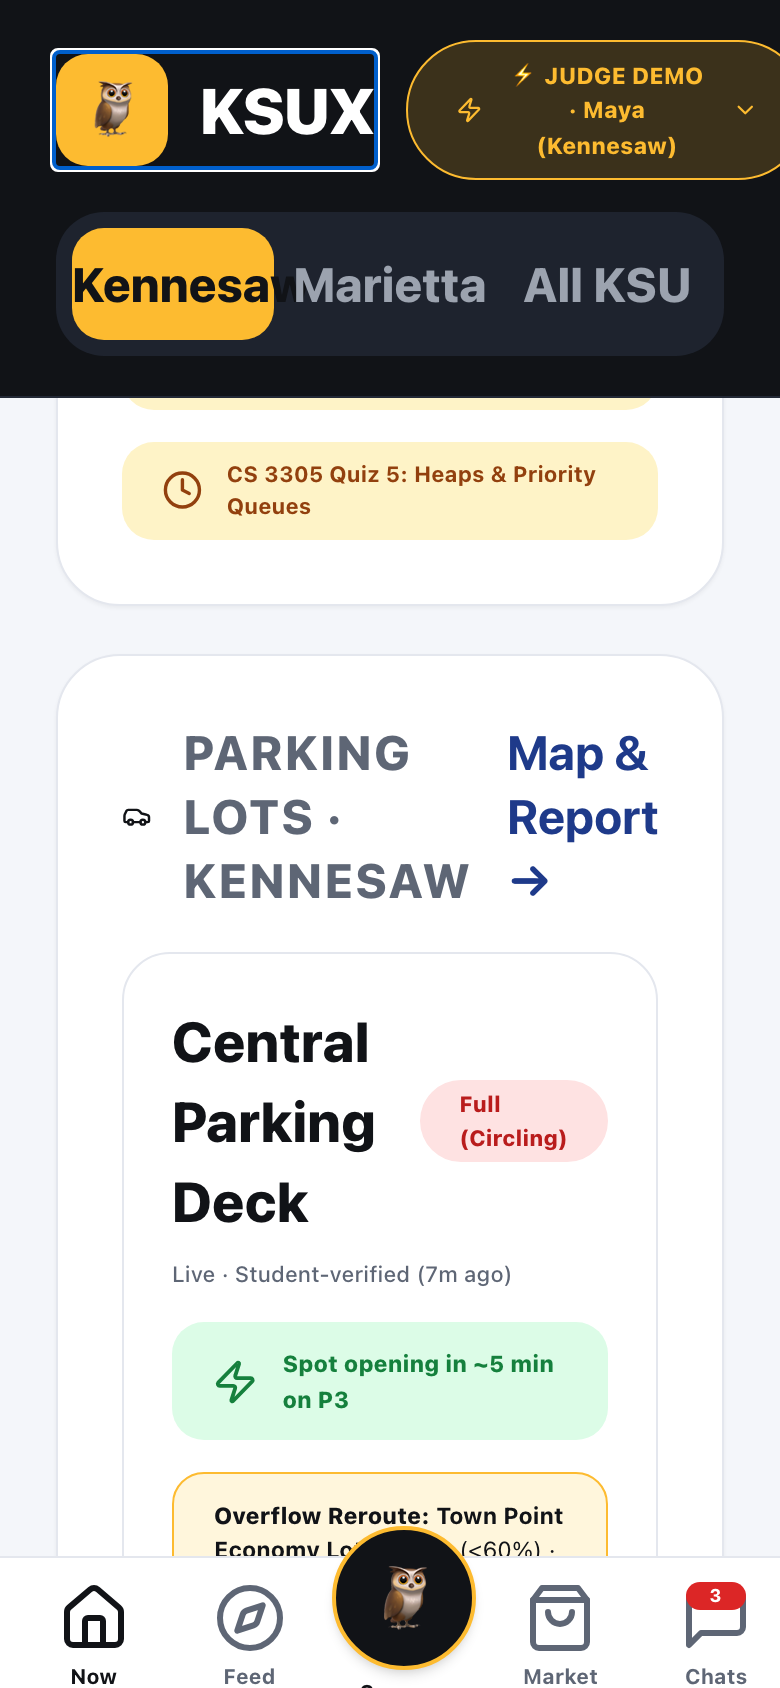 KSUX
⚡ JUDGE DEMO
· Maya
(Kennesaw)
Kennesaw
Marietta
All KSU
CS 3305 Quiz 5: Heaps & Priority
Queues
PARKING
LOTS ·
KENNESAW
Map &
Report
→
Central
Parking
Deck
Full
(Circling)
Live · Student-verified (7m ago)
Spot opening in ~5 min
on P3
Overflow Reroute: Town Point
Economy (<60%) ·
3
Now
Feed
Market
Chats